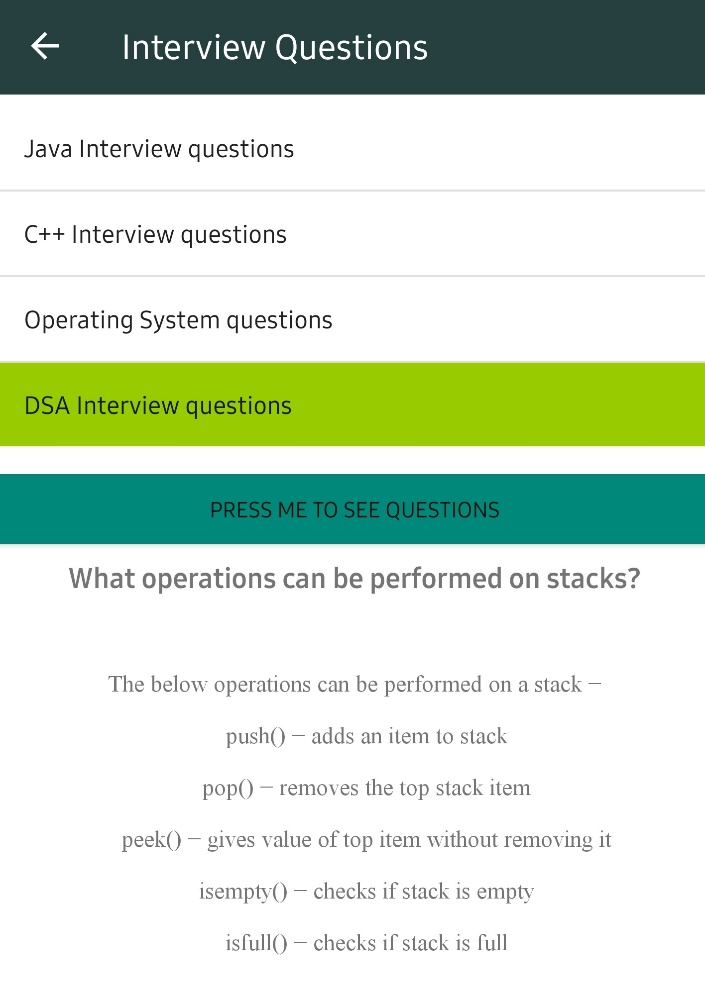 Interview Questions
Java Interview questions
C++ Interview questions
Operating System questions
DSA Interview questions
PRESS ME TO SEE QUESTIONS
What operations can be performed on stacks?
The below operations can be performed on a stack −
push() − adds an item to stack
pop() − removes the top stack item
peek() − gives value of top item without removing it
isempty() − checks if stack is empty
isfull() − checks if stack is full